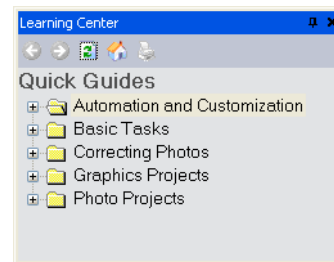 Learning Center
Quick Guides
Automation and Customization
Basic Tasks
Correcting Photos
Graphics Projects
Photo Projects